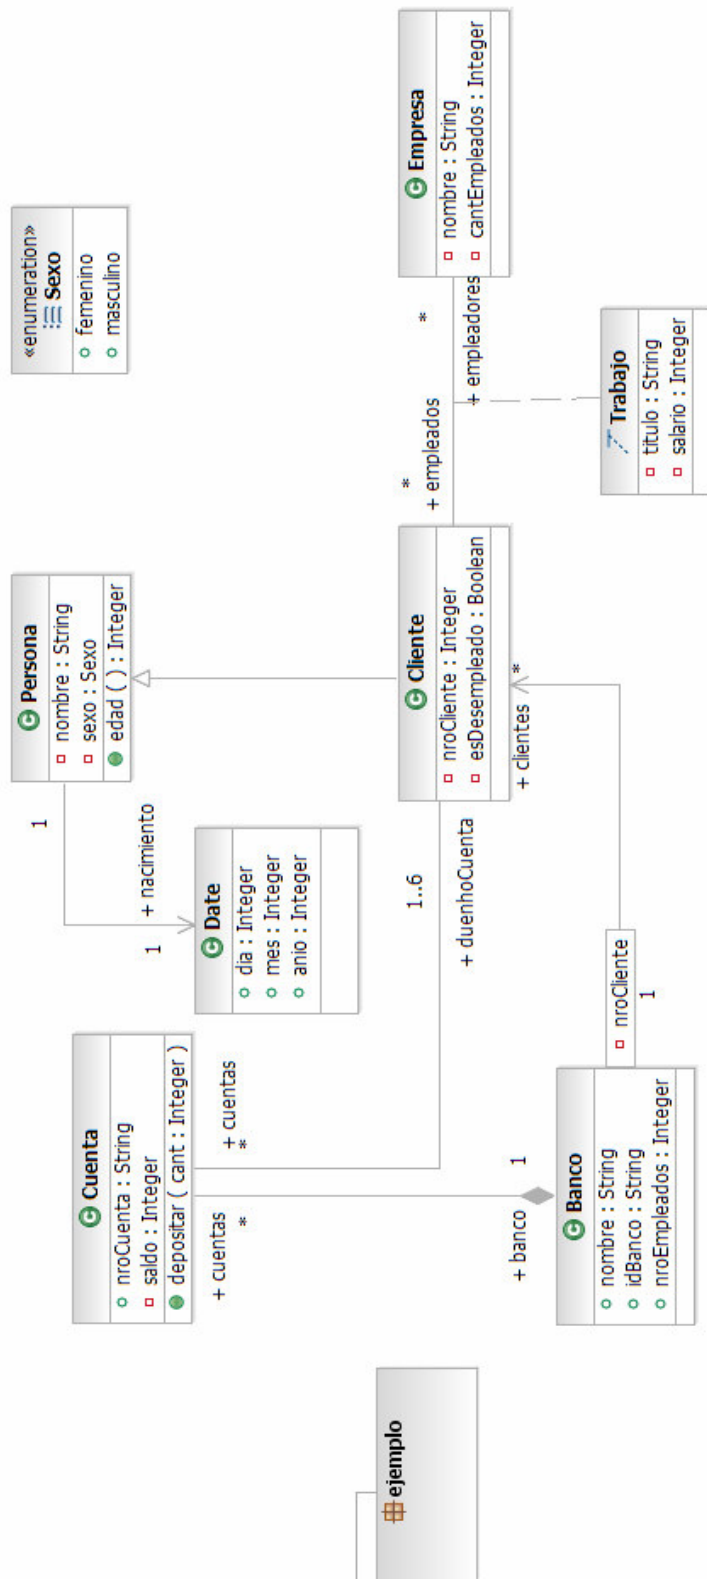 ejemplo
Cuenta
nroCuenta : String
saldo : Integer
depositar ( cant : Integer )
+ cuentas
*
+ cuentas
*
1
+ banco
Banco
nombre : String
idBanco : String
nroEmpleados : Integer
nroCliente
1
Persona
nombre : String
sexo : Sexo
edad ( ) : Integer
1
+ nacimiento
1
Date
dia : Integer
mes : Integer
anio : Integer
1..6
+ duenhoCuenta
Cliente
nroCliente : Integer
esDesempleado : Boolean
*
+ clientes
«enumeration»
Sexo
femenino
masculino
*
+ empleados
*
+ empleadores
Empresa
nombre : String
cantEmpleados : Integer
Trabajo
titulo : String
salario : Integer